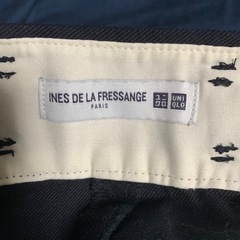 INES DE LA FRESSANGE
PARIS
ユニ
クロ
UNI
QLO